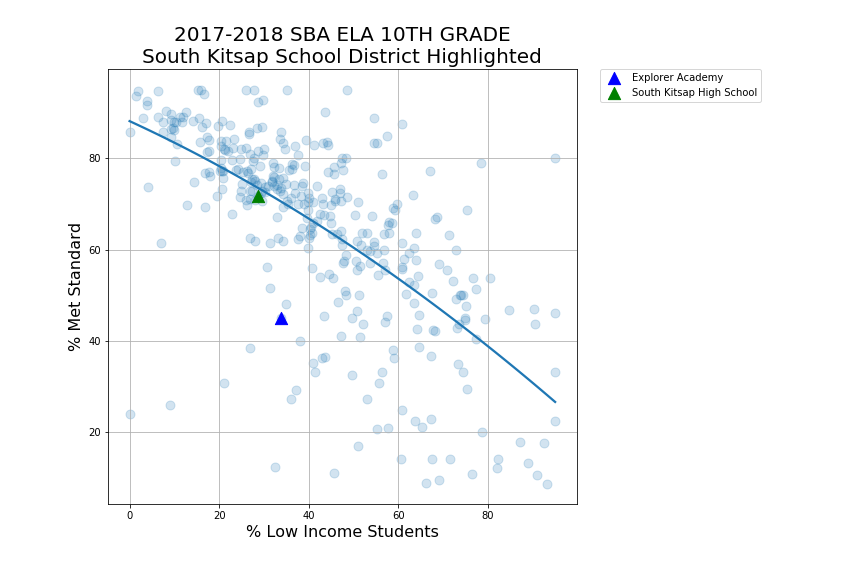 2017-2018 SBA ELA 10TH GRADE
South Kitsap School District Highlighted
Explorer Academy
South Kitsap High School
% Met Standard
80
60
40
20
0
20
40
60
80
% Low Income Students